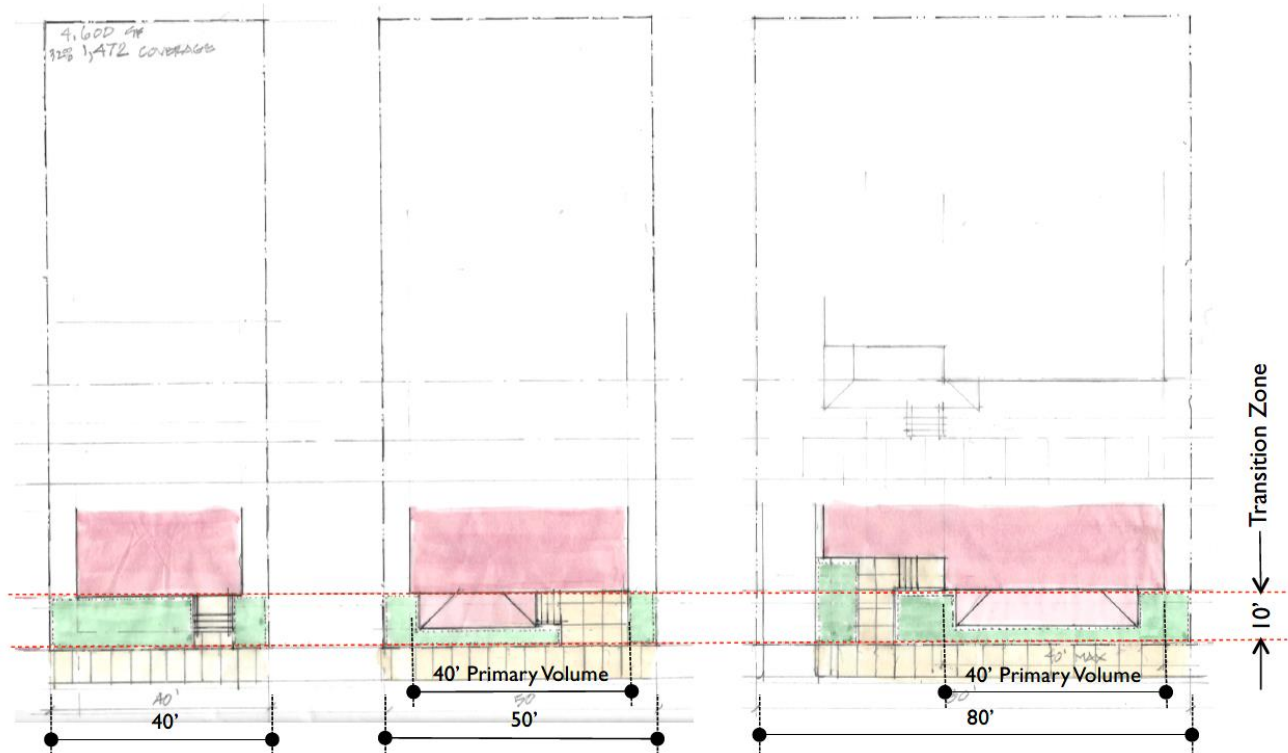 4,600 SF
32% 1,472 COVERAGE
Transition Zone
10'
40' MAX
40' Primary Volume
40' Primary Volume
40'
50
40'
50'
80'